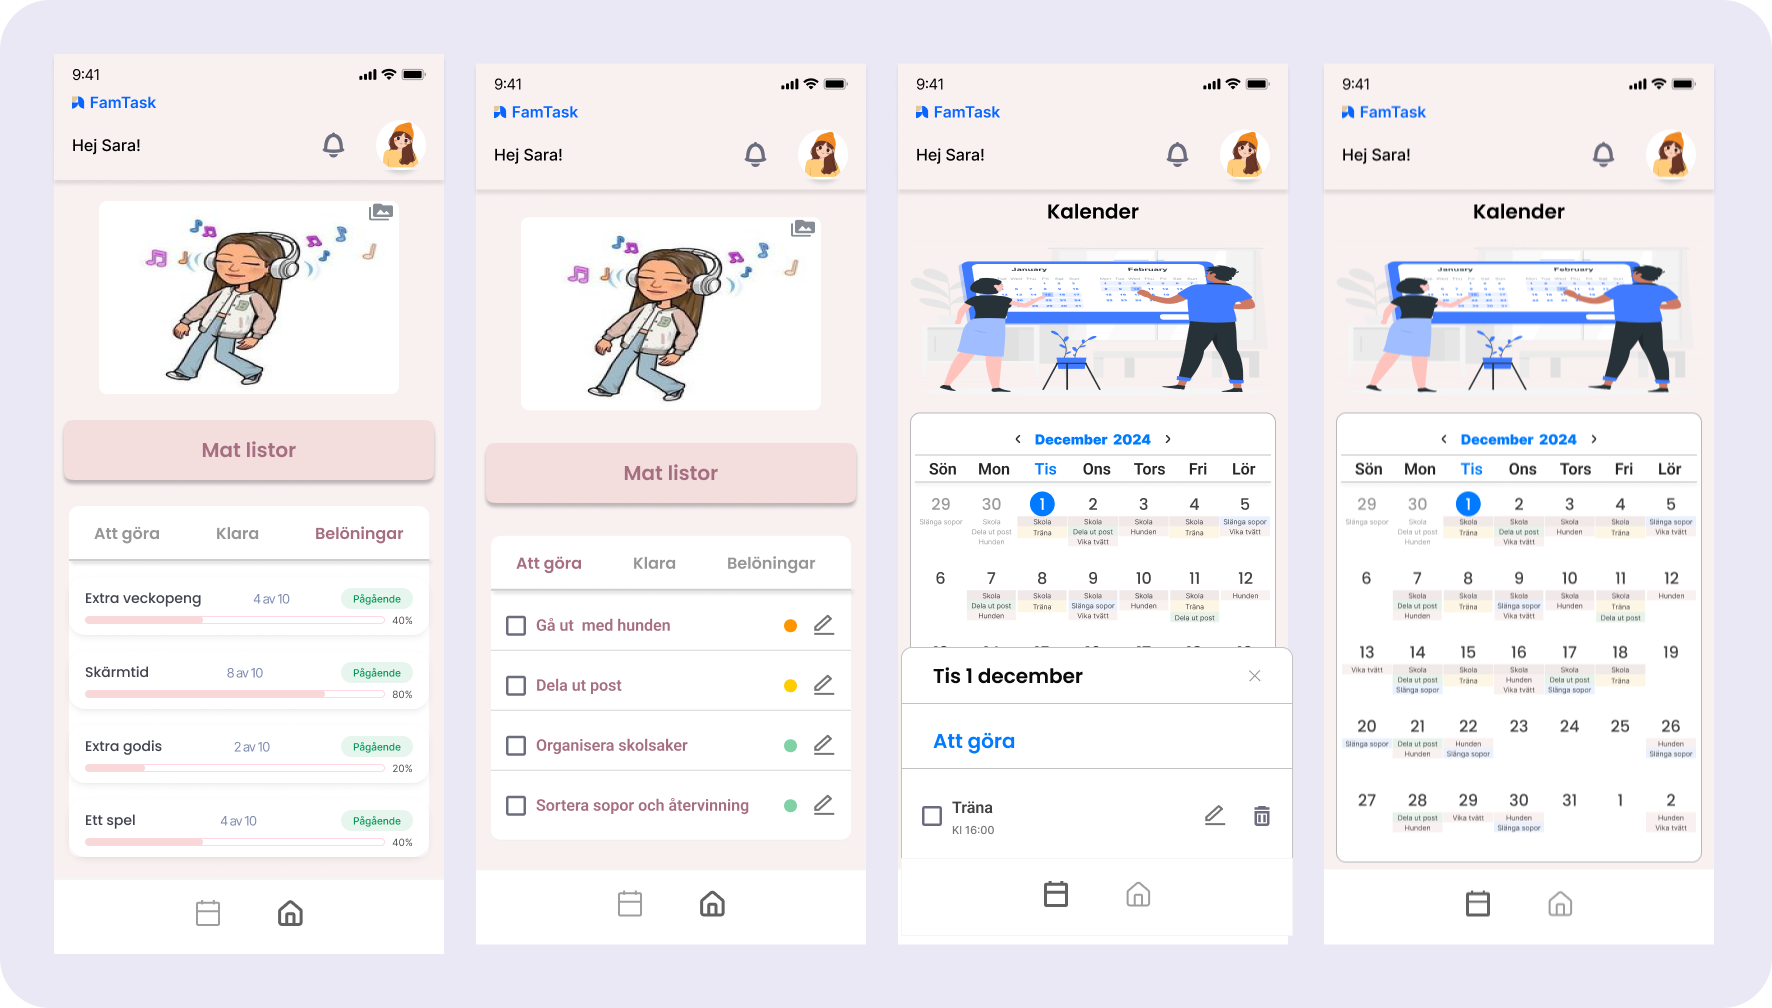 9:41
FamTask
Hej Sara!
Mat listor
Att göra Klara Belöningar
Extra veckopeng 4 av 10 Pågående
40%
Skärmtid 8 av 10 Pågående
80%
Extra godis 2 av 10 Pågående
20%
Ett spel 4 av 10 Pågående
40%
9:41
FamTask
Hej Sara!
Mat listor
Att göra Klara Belöningar
Gå ut med hunden
Dela ut post
Organisera skolsaker
Sortera sopor och återvinning
9:41
FamTask
Hej Sara!
Kalender
January February
December 2024
Sön Mon Tis Ons Tors Fri Lör
29 30 1 2 3 4 5
Slänga sopor Skola Skola Skola Skola Skola Slänga sopor
Dela ut post Träna Dela ut post Hunden Träna Vika tvätt
Hunden Vika tvätt
6 7 8 9 10 11 12
Skola Skola Skola Skola Skola Hunden
Dela ut post Träna Slänga sopor Hunden Träna
Hunden Vika tvätt Dela ut post
Tis 1 december
Att göra
Träna
Kl 16:00
9:41
FamTask
Hej Sara!
Kalender
January February
December 2024
Sön Mon Tis Ons Tors Fri Lör
29 30 1 2 3 4 5
Slänga sopor Skola Skola Skola Skola Skola Slänga sopor
Dela ut post Träna Dela ut post Hunden Träna Vika tvätt
Hunden Vika tvätt
6 7 8 9 10 11 12
Skola Skola Skola Skola Skola Hunden
Dela ut post Träna Slänga sopor Hunden Träna
Hunden Vika tvätt Dela ut post
13 14 15 16 17 18 19
Vika tvätt Skola Skola Skola Skola Skola
Dela ut post Träna Hunden Dela ut post Träna
Slänga sopor Vika tvätt Slänga sopor
20 21 22 23 24 25 26
Slänga sopor Dela ut post Hunden Hunden
Hunden Slänga sopor Slänga sopor
27 28 29 30 31 1 2
Dela ut post Vika tvätt Hunden Hunden
Hunden Slänga sopor Vika tvätt